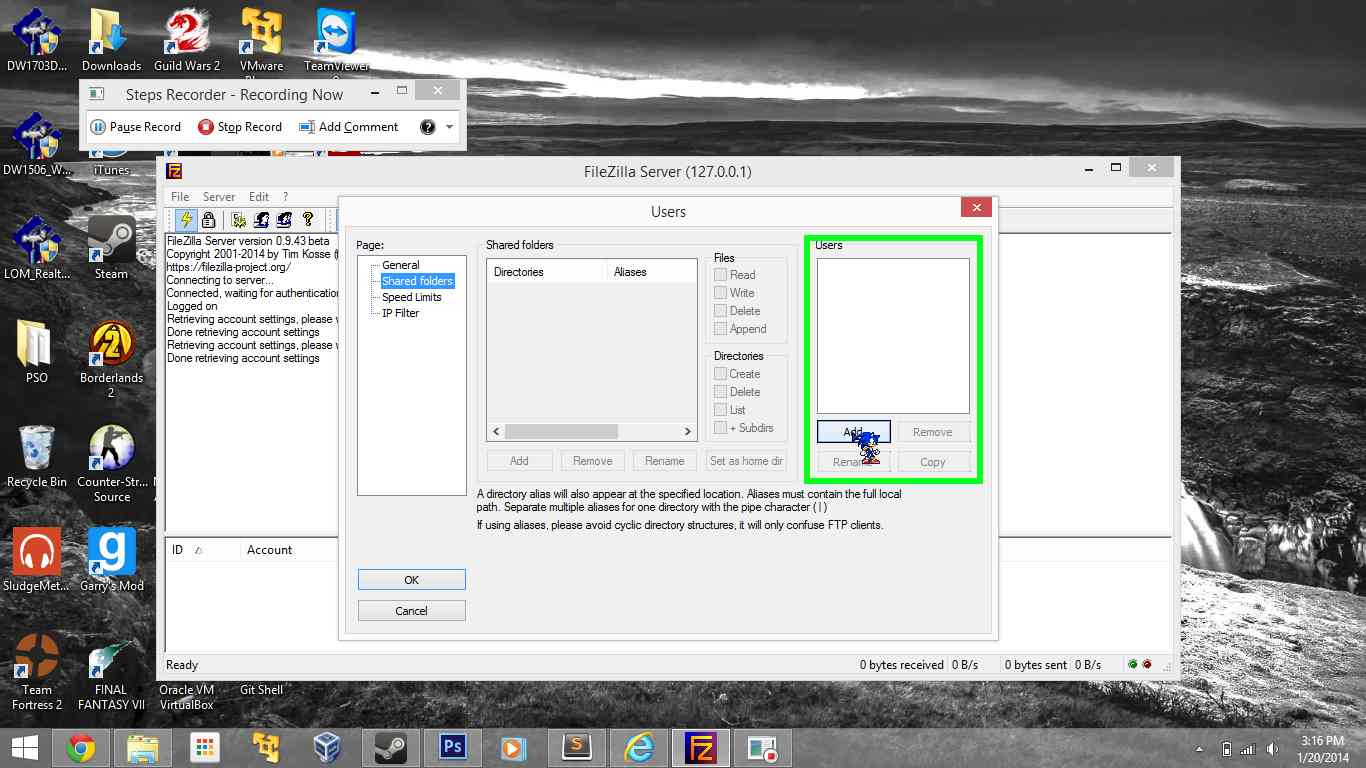 DW1703D...
Downloads
Guild Wars 2
VMware
TeamViewer
Steps Recorder - Recording Now
Pause Record
Stop Record
Add Comment
DW1506_W...
iTunes
FileZilla Server (127.0.0.1)
File Server Edit ?
Users
FileZilla Server version 0.9.43 beta
Copyright 2001-2014 by Tim Kosse (
https://filezilla-project.org/
Connecting to server...
Connected, waiting for authentication
Logged on
Retrieving account settings, please
Done retrieving account settings
Retrieving account settings, please
Done retrieving account settings
Page:
General
Shared folders
Speed Limits
IP Filter
Shared folders
Directories Aliases
Files
Read
Write
Delete
Append
Directories
Create
Delete
List
+ Subdirs
Add Remove Rename Set as home dir
Users
Add Remove
Copy
A directory alias will also appear at the specified location. Aliases must contain the full local
path. Separate multiple aliases for one directory with the pipe character ( | )
If using aliases, please avoid cyclic directory structures, it will only confuse FTP clients.
OK
Cancel
ID Account
Ready
0 bytes received 0 B/s 0 bytes sent 0 B/s
LOM_Realt...
Steam
PSO
Borderlands
2
Recycle Bin
Counter-Str...
Source
SludgeMet...
Garry's Mod
Team
Fortress 2
FINAL
FANTASY VII
Oracle VM
VirtualBox
Git Shell
3:16 PM
1/20/2014